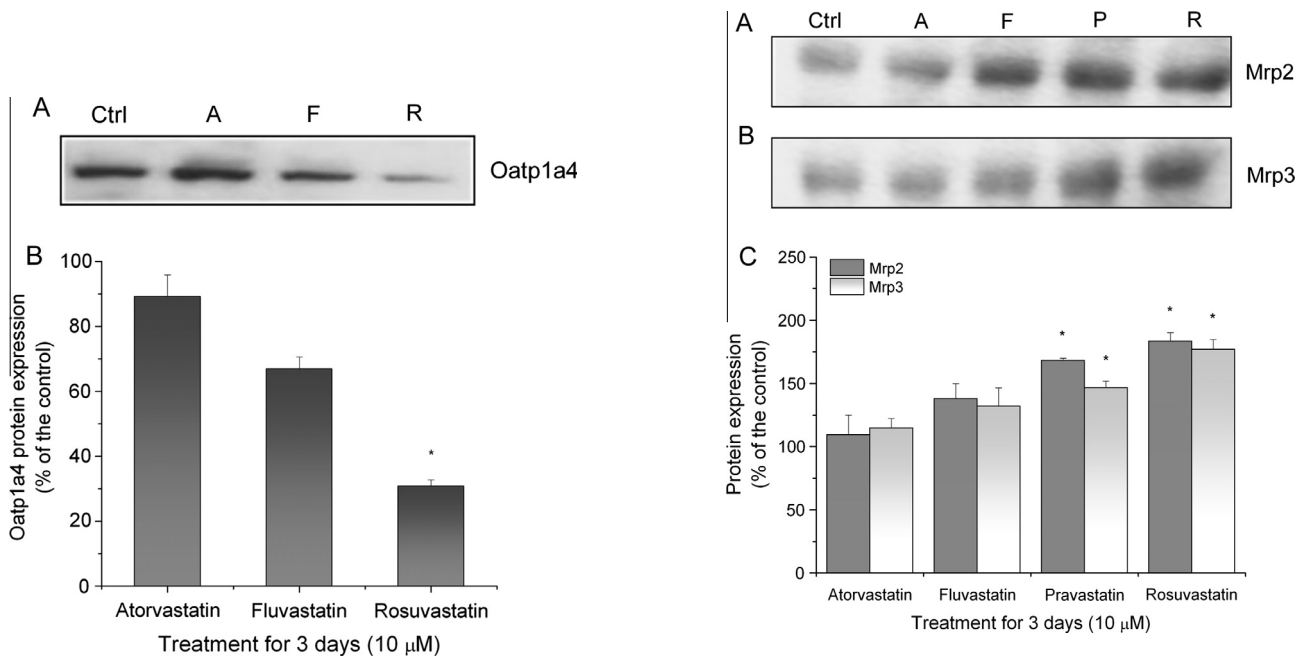 A
Ctrl A F R
Oatp1a4
B
Oatp1a4 protein expression
(% of the control)
100
80
60
40
20
0
*
Atorvastatin Fluvastatin Rosuvastatin
Treatment for 3 days (10 μM)
A
Ctrl A F P R
Mrp2
B
Mrp3
C
Protein expression
(% of the control)
250
200
150
100
50
0
Mrp2
Mrp3
* * * *
Atorvastatin Fluvastatin Pravastatin Rosuvastatin
Treatment for 3 days (10 μM)